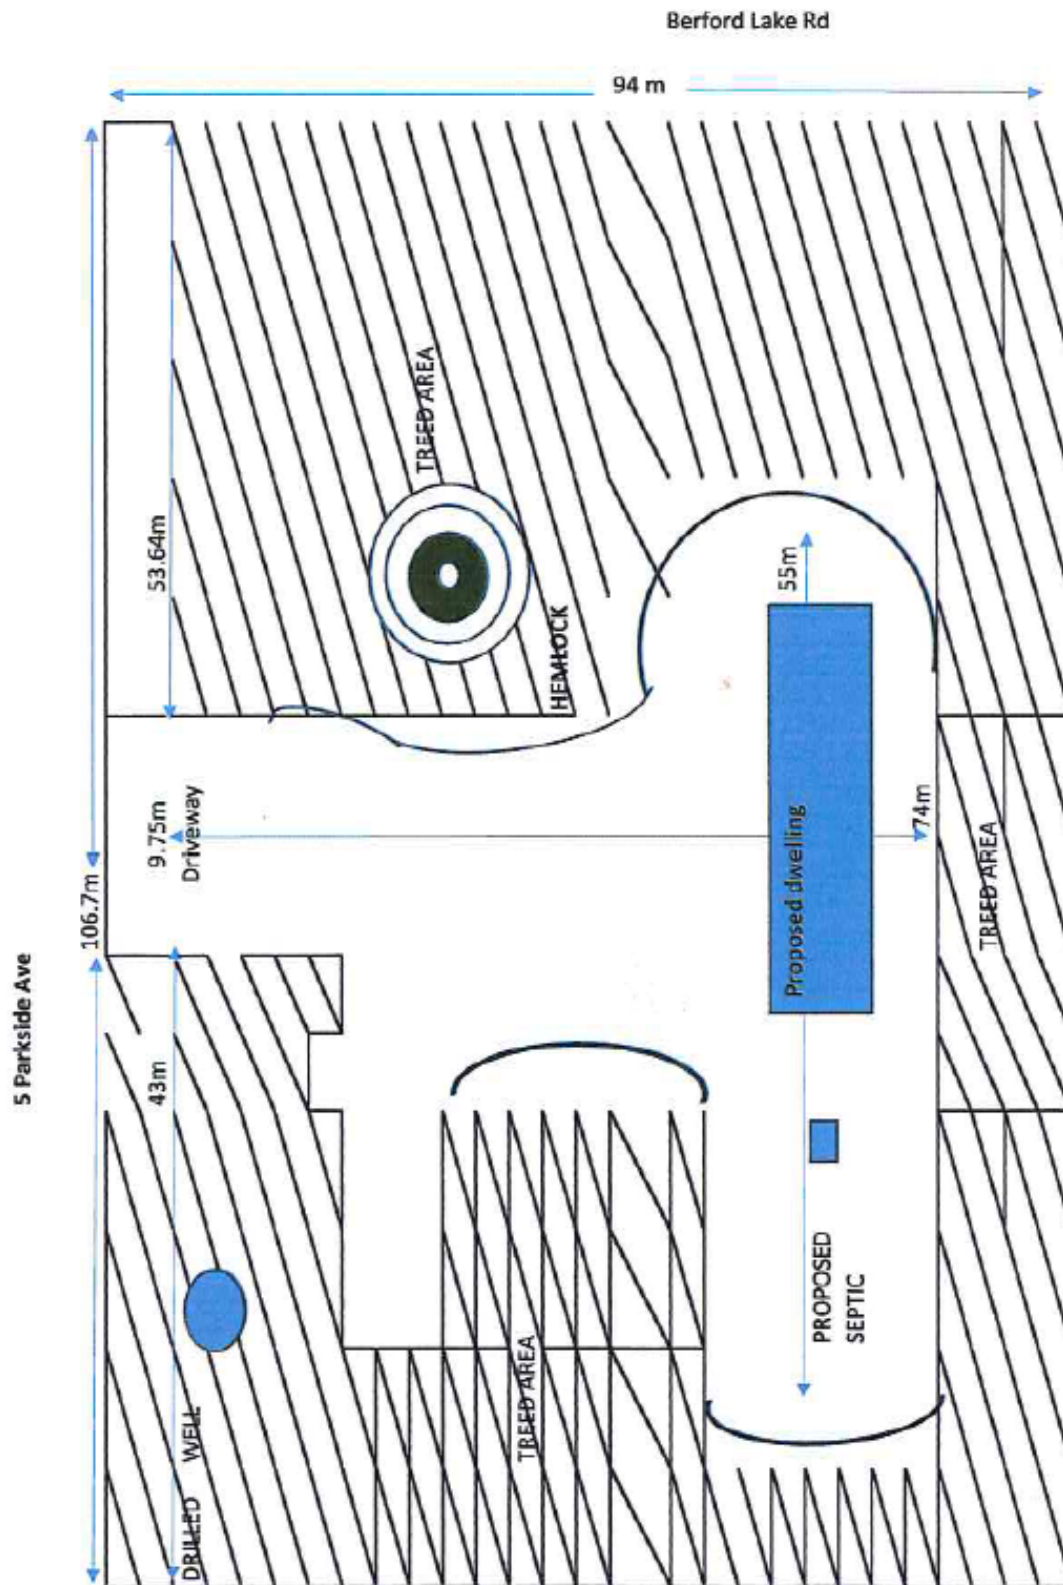 Berford Lake Rd
94 m
5 Parkside Ave
106.7m
53.64m
9.75m
Driveway
43m
TREED AREA
HEMLOCK
55m
Proposed dwelling
74m
TREED AREA
DRILLED WELL
TREED AREA
PROPOSED
SEPTIC